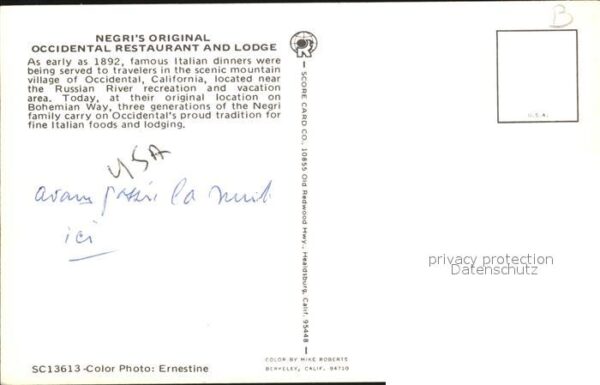 B
NEGRI'S ORIGINAL
OCCIDENTAL RESTAURANT AND LODGE
As early as 1892, famous Italian dinners were
being served to travelers in the scenic mountain
village of Occidental, California, located near
the Russian River recreation and vacation
area. Today, at their original location on
Bohemian Way, three generations of the Negri
family carry on Occidental's proud tradition for
fine Italian foods and lodging.
USA
avons passé la nuit
ici
SCORE CARD CO., 10855 Old Redwood Hwy., Healdsburg, Calif. 95448
U.S.A.
privacy protection
Datenschutz
COLOR BY MIKE ROBERTS
BERKELEY, CALIF. 94710
SC13613-Color Photo: Ernestine